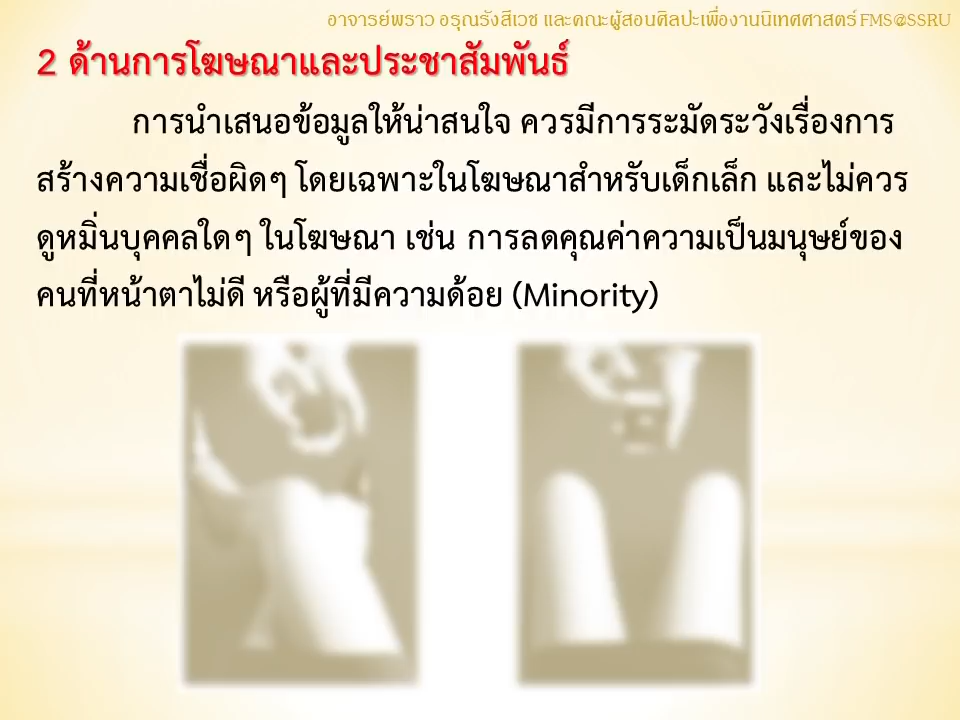 อาจารย์พราว อรุณรังสีเวช และคณะผู้สอนศิลปะเพื่องานนิเทศศาสตร์ FMS@SSRU
2 ด้านการโฆษณาและประชาสัมพันธ์
การนำเสนอข้อมูลให้น่าสนใจ ควรมีการระมัดระวังเรื่องการ
สร้างความเชื่อผิดๆ โดยเฉพาะในโฆษณาสำหรับเด็กเล็ก และไม่ควร
ดูหมิ่นบุคคลใดๆ ในโฆษณา เช่น การลดคุณค่าความเป็นมนุษย์ของ
คนที่หน้าตาไม่ดี หรือผู้ที่มีความด้อย (Minority)